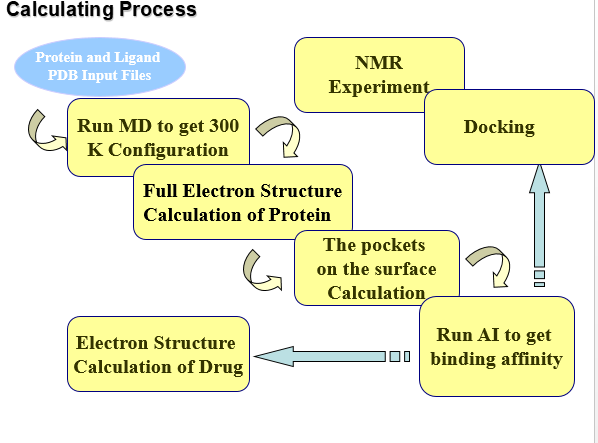 Calculating Process
Protein and Ligand
PDB Input Files
NMR
Experiment
Docking
Run MD to get 300
K Configuration
Full Electron Structure
Calculation of Protein
The pockets
on the surface
Calculation
Run AI to get
binding affinity
Electron Structure
Calculation of Drug